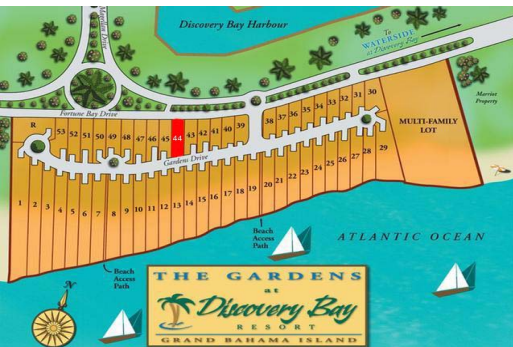 Discovery Bay Harbour
Meridian Drive
To
WATERSIDE
at Discovery Bay
Fortune Bay Drive
R 53 52 51 50 49 48 47 46 45 44 43 42 41 40 39
38 37 36 35 34 33 32 31 30
MULTI-FAMILY
LOT
Marriot
Property
Gardens Drive
1 2 3 4 5 6 7 8 9 10 11 12 13 14 15 16 17 18 19 20 21 22 23 24 25 26 27 28 29
Beach
Access
Path
Beach
Access
Path
ATLANTIC OCEAN
N
THE GARDENS
at
Discovery Bay
RESORT
GRAND BAHAMA ISLAND